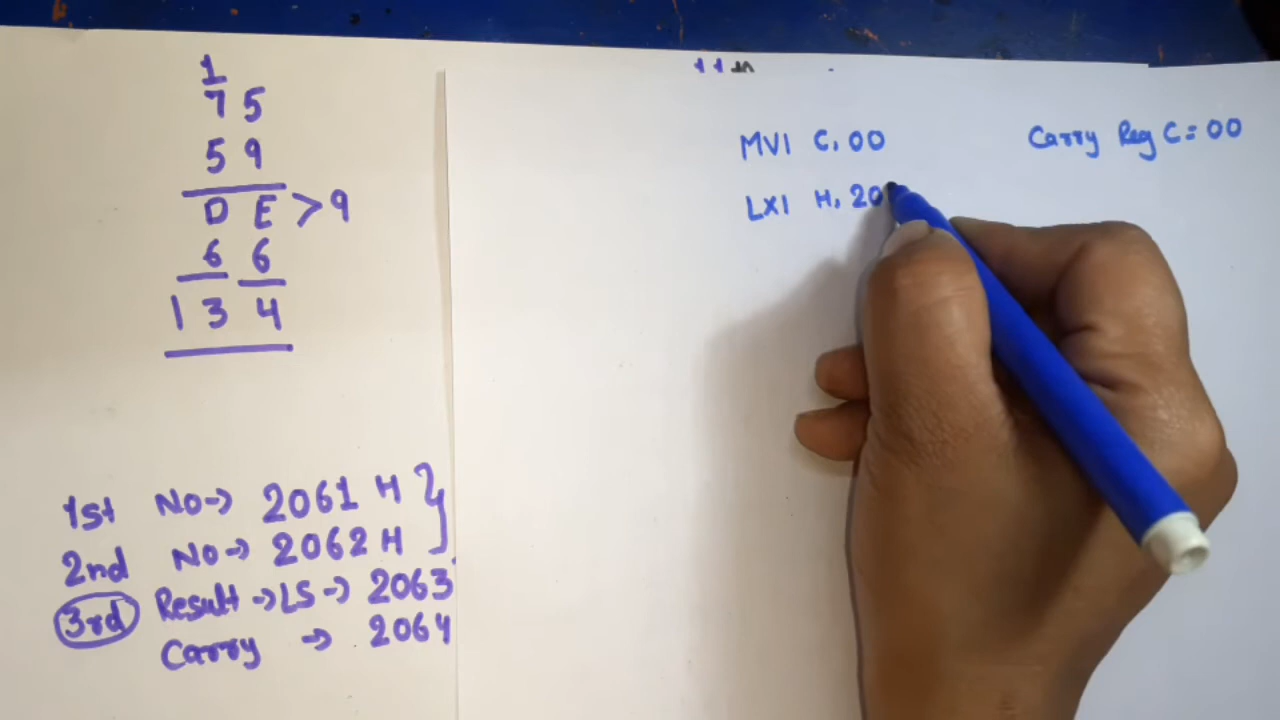 1
7 5
5 9
D E > 9
6 6
1 3 4
1st No→ 2061 H
2nd No→ 2062 H
3rd Result → LS → 2063
Carry → 2064
MVI C, 00 Carry Reg C = 00
LXI H, 20